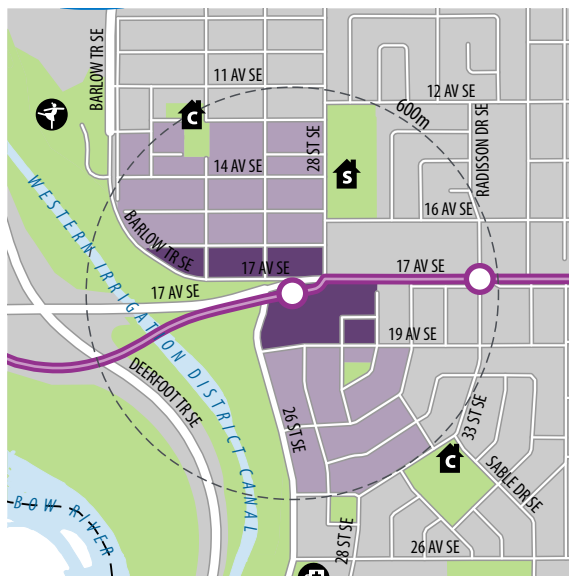 BARLOW TR SE
11 AV SE
12 AV SE
600m
C
28 ST SE
RADISSON DR SE
14 AV SE
S
WESTERN IRRIGATION DISTRICT CANAL
BARLOW TR SE
16 AV SE
17 AV SE
17 AV SE
17 AV SE
19 AV SE
DEERFOOT TR SE
26 ST SE
33 ST SE
C
SABLE DR SE
BOW RIVER
28 ST SE
26 AV SE